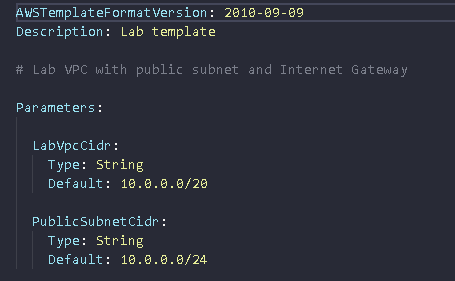 AWSTemplateFormatVersion: 2010-09-09
Description: Lab template
# Lab VPC with public subnet and Internet Gateway
Parameters:
LabVpcCidr:
Type: String
Default: 10.0.0.0/20
PublicSubnetCidr:
Type: String
Default: 10.0.0.0/24